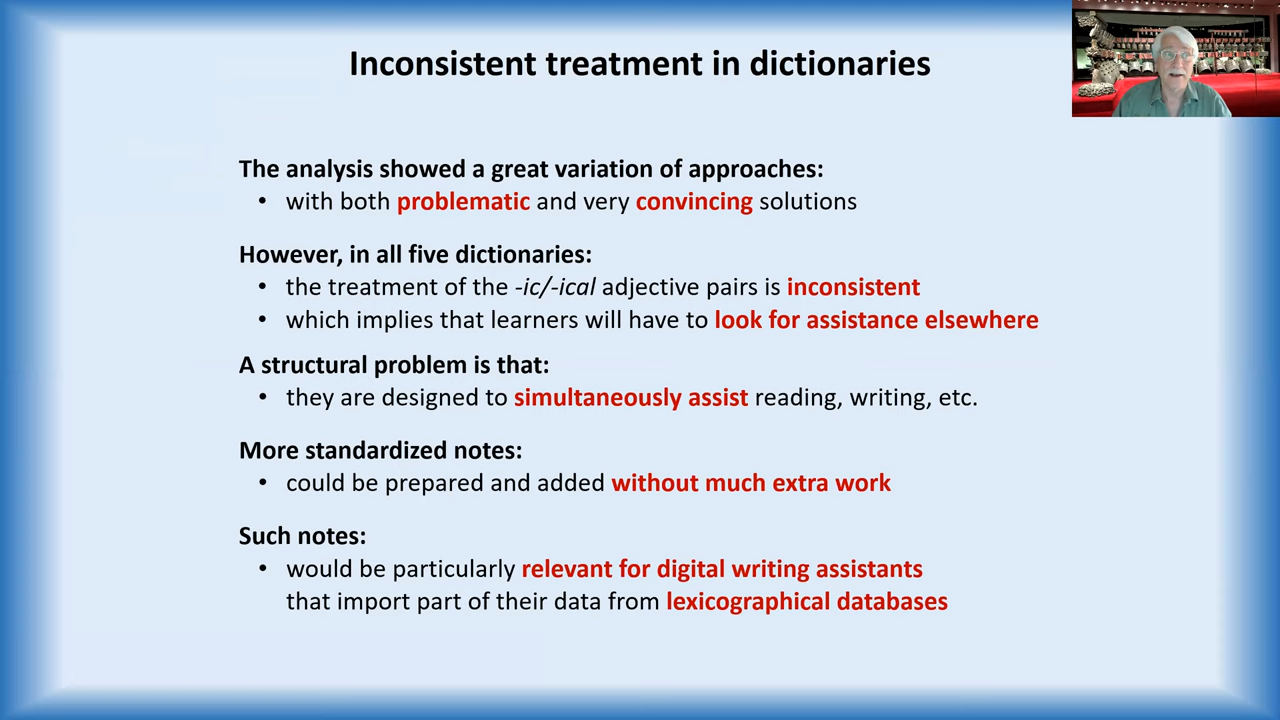 Inconsistent treatment in dictionaries
The analysis showed a great variation of approaches:
• with both problematic and very convincing solutions
However, in all five dictionaries:
• the treatment of the -ic/-ical adjective pairs is inconsistent
• which implies that learners will have to look for assistance elsewhere
A structural problem is that:
• they are designed to simultaneously assist reading, writing, etc.
More standardized notes:
• could be prepared and added without much extra work
Such notes:
• would be particularly relevant for digital writing assistants
that import part of their data from lexicographical databases